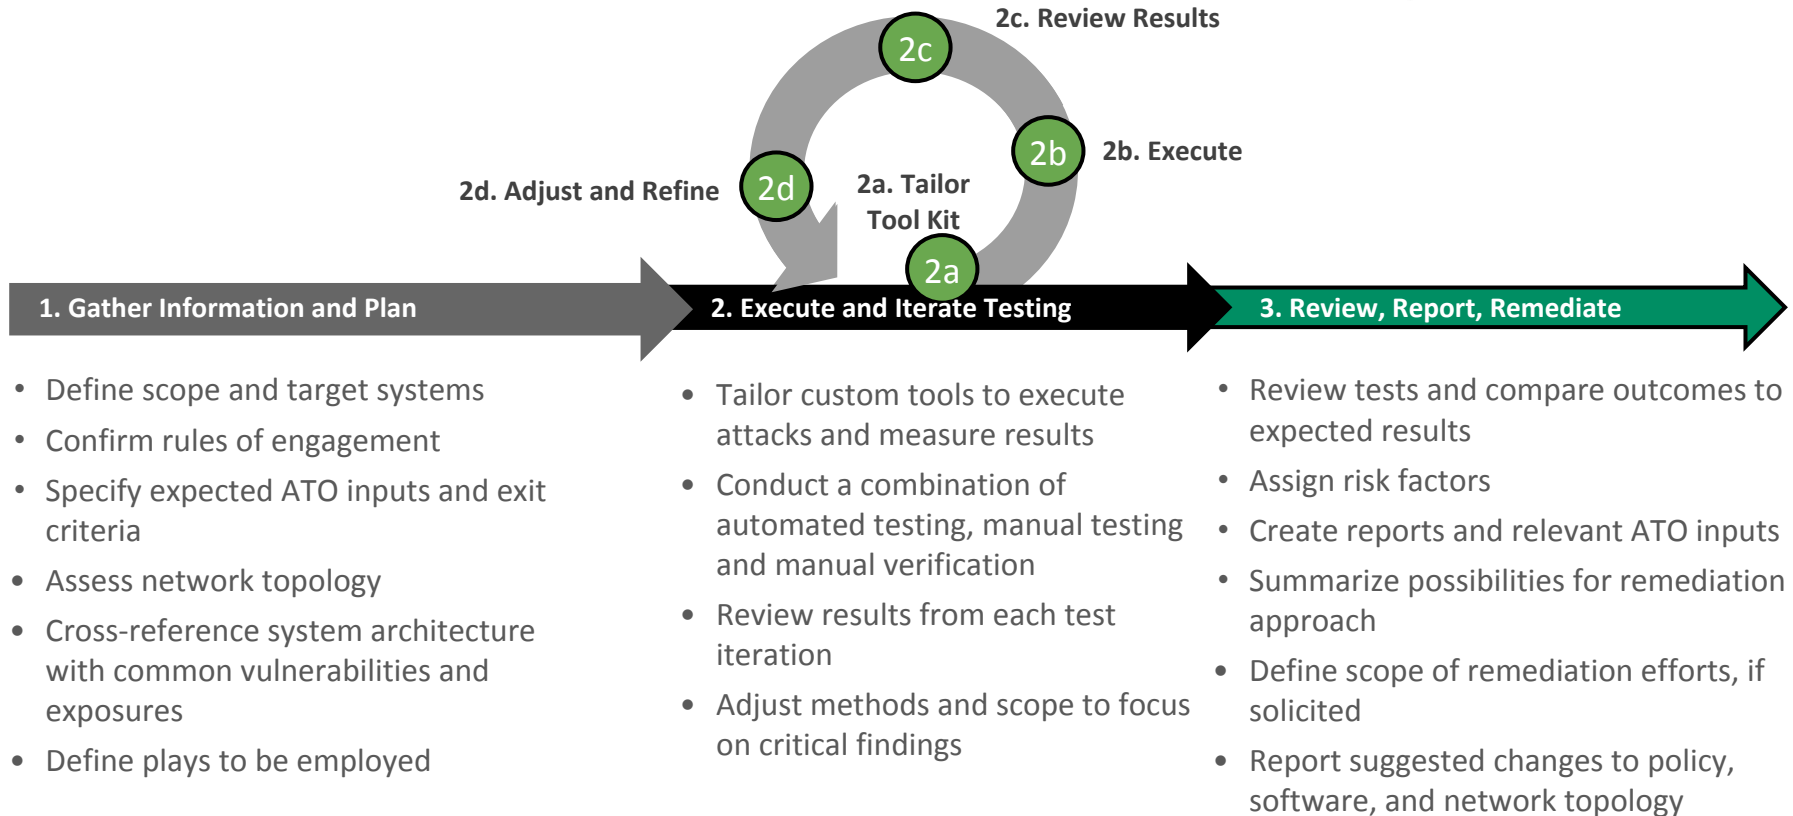 2c. Review Results
2c
2b
2b. Execute
2d. Adjust and Refine
2d
2a. Tailor
Tool Kit
2a
1. Gather Information and Plan
2. Execute and Iterate Testing
3. Review, Report, Remediate
• Define scope and target systems
• Confirm rules of engagement
• Specify expected ATO inputs and exit
criteria
• Assess network topology
• Cross-reference system architecture
with common vulnerabilities and
exposures
• Define plays to be employed
• Tailor custom tools to execute
attacks and measure results
• Conduct a combination of
automated testing, manual testing
and manual verification
• Review results from each test
iteration
• Adjust methods and scope to focus
on critical findings
• Review tests and compare outcomes to
expected results
• Assign risk factors
• Create reports and relevant ATO inputs
• Summarize possibilities for remediation
approach
• Define scope of remediation efforts, if
solicited
• Report suggested changes to policy,
software, and network topology